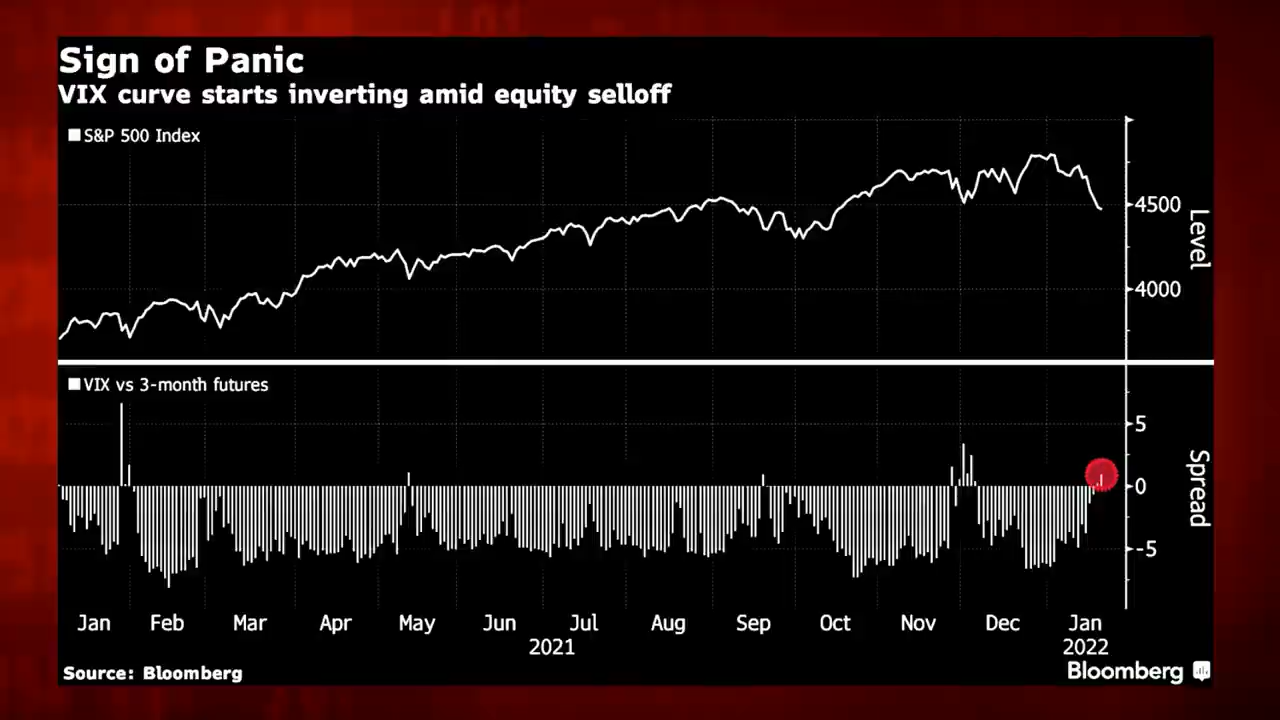 Sign of Panic
VIX curve starts inverting amid equity selloff
S&P 500 Index
4500
4000
Level
VIX vs 3-month futures
5
0
-5
Spread
Jan Feb Mar Apr May Jun Jul Aug Sep Oct Nov Dec Jan
2021 2022
Source: Bloomberg
Bloomberg